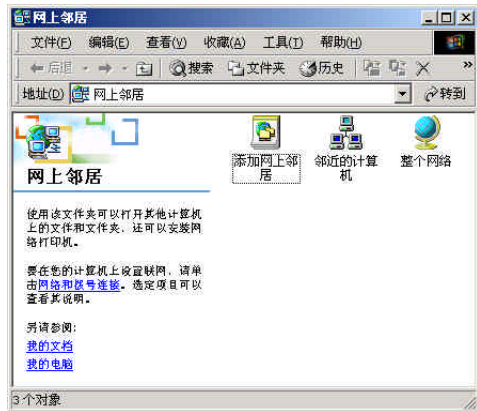 网上邻居
文件(F) 编辑(E) 查看(V) 收藏(A) 工具(T) 帮助(H)
后退 搜索 文件夹 历史 »
地址(D) 网上邻居 转到
网上邻居
添加网上邻
居
邻近的计算
机
整个网络
使用该文件夹可以打开其他计算机
上的文件和文件夹，还可以安装网
络打印机。
要在您的计算机上设置联网，请单
击网络和拨号连接。选定项目可以
查看其说明。
另请参阅:
我的文档
我的电脑
3 个对象